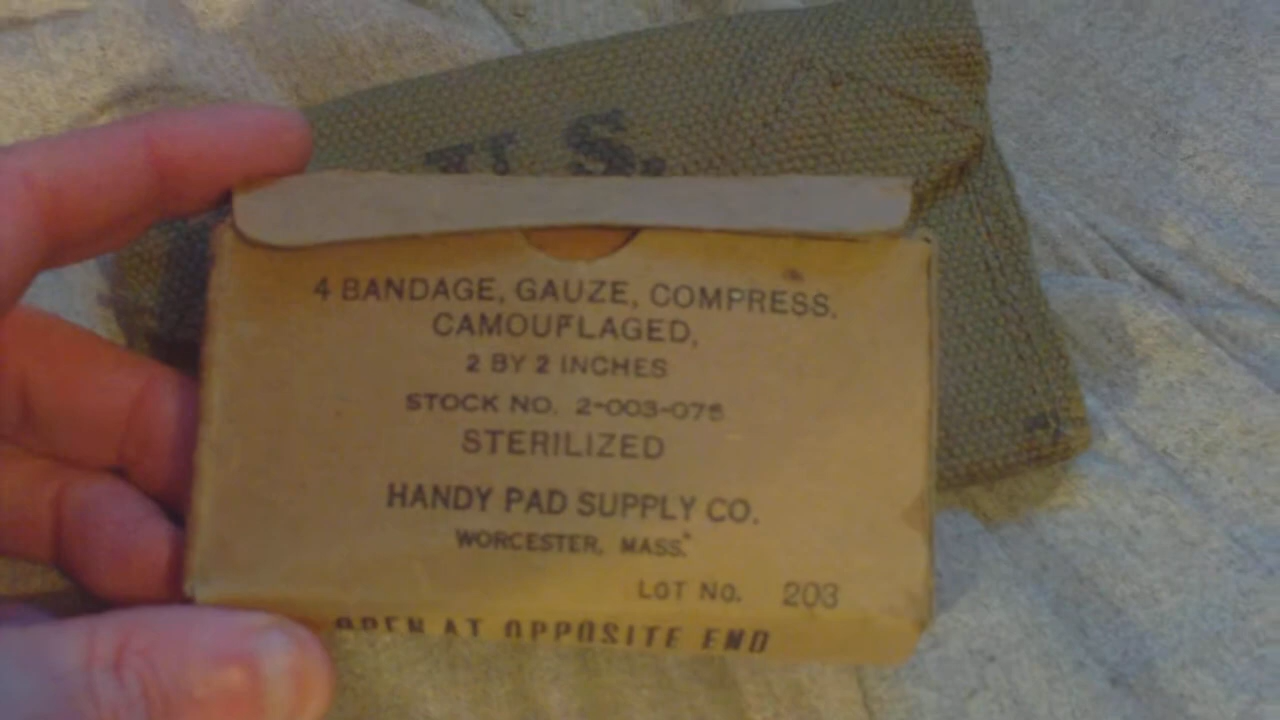 U.S.
4 BANDAGE, GAUZE, COMPRESS,
CAMOUFLAGED,
2 BY 2 INCHES
STOCK NO. 2-003-075
STERILIZED
HANDY PAD SUPPLY CO.
WORCESTER, MASS.
LOT NO. 203
OPEN AT OPPOSITE END